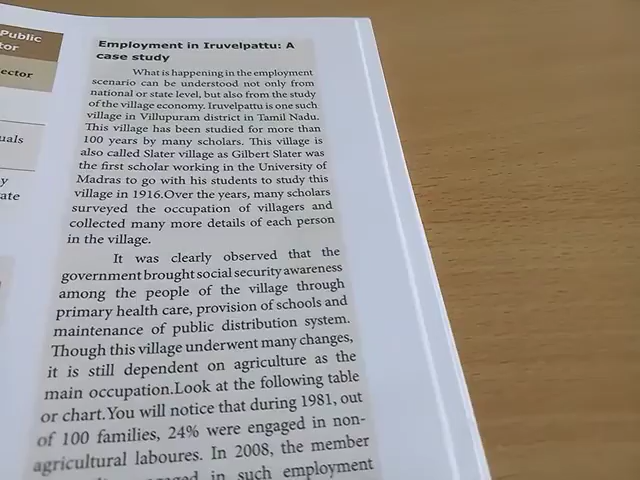 Public
tor
ector
uals
y
ate
Employment in Iruvelpattu: A
case study
What is happening in the employment
scenario can be understood not only from
national or state level, but also from the study
of the village economy. Iruvelpattu is one such
village in Villupuram district in Tamil Nadu.
This village has been studied for more than
100 years by many scholars. This village is
also called Slater village as Gilbert Slater was
the first scholar working in the University of
Madras to go with his students to study this
village in 1916.Over the years, many scholars
surveyed the occupation of villagers and
collected many more details of each person
in the village.
It was clearly observed that the
government brought social security awareness
among the people of the village through
primary health care, provision of schools and
maintenance of public distribution system.
Though this village underwent many changes,
it is still dependent on agriculture as the
main occupation.Look at the following table
or chart.You will notice that during 1981, out
of 100 families, 24% were engaged in non-
agricultural laboures. In 2008, the member
in such employment